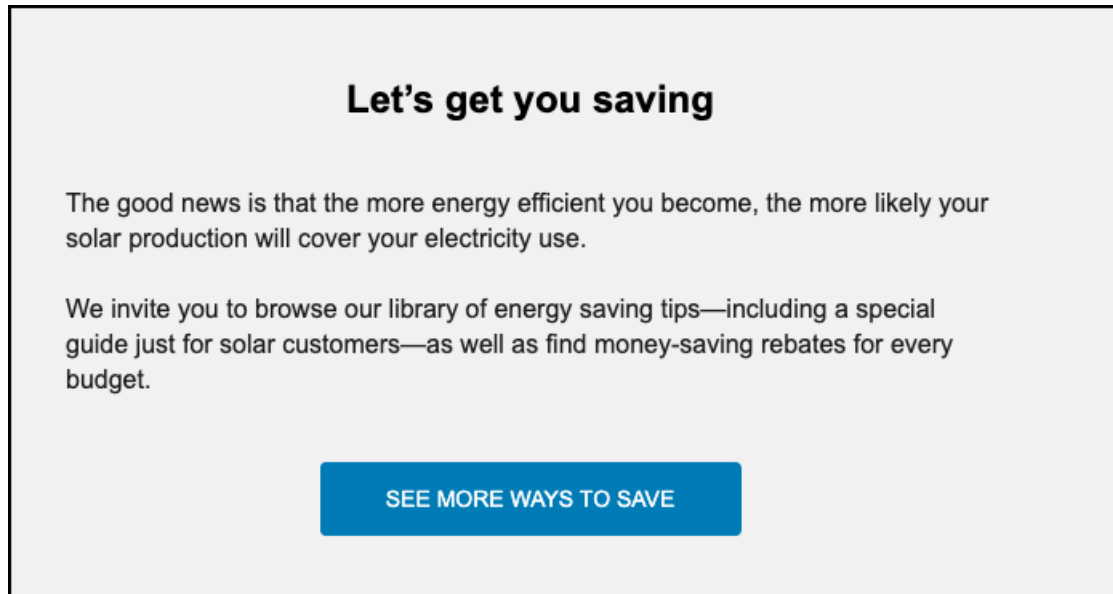 Let’s get you saving
The good news is that the more energy efficient you become, the more likely your
solar production will cover your electricity use.
We invite you to browse our library of energy saving tips—including a special
guide just for solar customers—as well as find money-saving rebates for every
budget.
SEE MORE WAYS TO SAVE